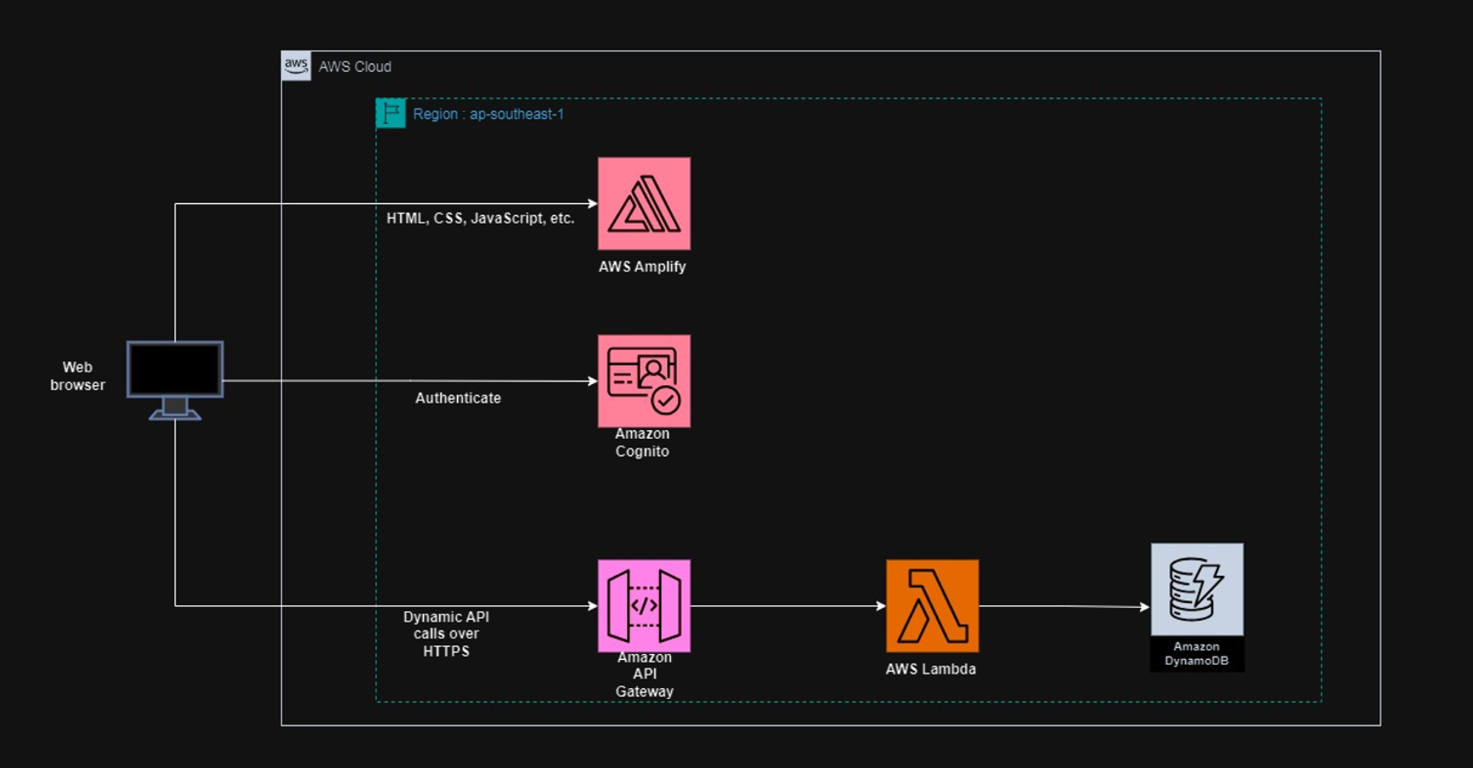 aws
AWS Cloud
Region : ap-southeast-1
HTML, CSS, JavaScript, etc.
AWS Amplify
Web
browser
Authenticate
Amazon
Cognito
Dynamic API
calls over
HTTPS
</>
Amazon
API
Gateway
AWS Lambda
Amazon
DynamoDB